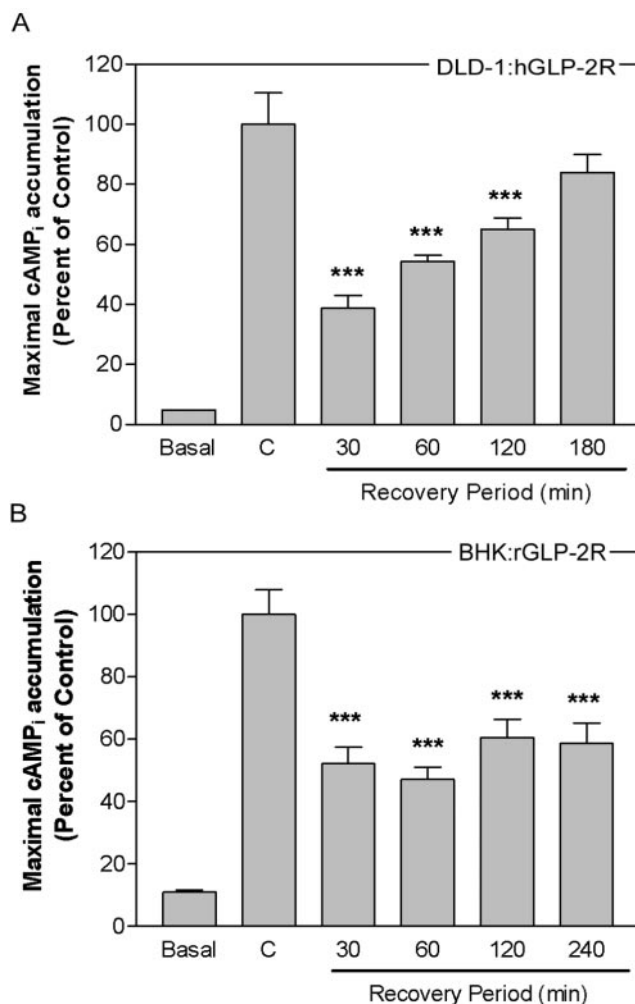 A
DLD-1:hGLP-2R
Maximal cAMPi accumulation
(Percent of Control)
120
100
80
60
40
20
0
***
***
***
Basal C 30 60 120 180
Recovery Period (min)
B
BHK:rGLP-2R
Maximal cAMPi accumulation
(Percent of Control)
120
100
80
60
40
20
0
***
***
***
***
Basal C 30 60 120 240
Recovery Period (min)